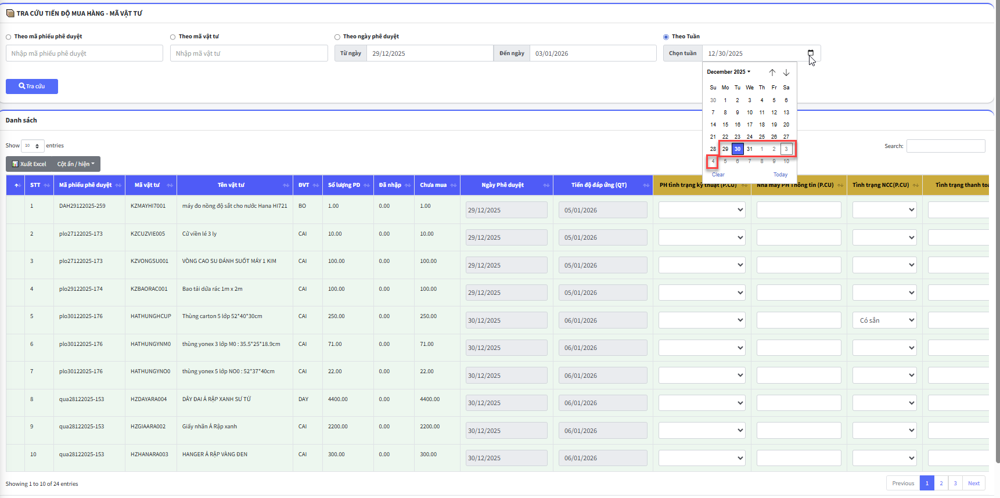 TRA CỨU TIẾN ĐỘ MUA HÀNG - MÃ VẬT TƯ
Theo mã phiếu phê duyệt
Theo mã vật tư
Theo ngày phê duyệt
Theo Tuần
Nhập mã phiếu phê duyệt
Nhập mã vật tư
Từ ngày 29/12/2025
Đến ngày 03/01/2026
Chọn tuần 12/30/2025
Tra cứu
December 2025
Su Mo Tu We Th Fr Sa
30 1 2 3 4 5 6
7 8 9 10 11 12 13
14 15 16 17 18 19 20
21 22 23 24 25 26 27
28 29 30 31 1 2 3
4 5 6 7 8 9 10
Clear Today
Danh sách
Show 10 entries
Search:
Xuất Excel
Cột ẩn / hiện
STT Mã phiếu phê duyệt Mã vật tư Tên vật tư ĐVT Số lượng PD Đã nhập Chưa mua Ngày Phê duyệt Tiến độ đáp ứng (QT) PH tình trạng kỹ thuật (P.CU) Nhà máy PH Thông tin (P.CU) Tình trạng NCC(P.CU) Tình trạng thanh toá
1 DAH29122025-259 KZMAYHI7001 máy đo nồng độ sắt cho nước Hana HI721 BO 1.00 0.00 1.00 29/12/2025 05/01/2026
2 plo27122025-173 KZCUZVIE005 Cữ viền lé 3 ly CAI 10.00 0.00 10.00 29/12/2025 05/01/2026
3 plo27122025-173 KZVONGSU001 VÒNG CAO SU ĐÁNH SUỐT MÁY 1 KIM CAI 100.00 0.00 100.00 29/12/2025 05/01/2026
4 plo29122025-174 KZBAORAC001 Bao tải dứa rác 1m x 2m CAI 100.00 0.00 100.00 29/12/2025 05/01/2026
5 plo30122025-176 HATHUNGHCUP Thùng carton 5 lớp 52*40*30cm CAI 250.00 0.00 250.00 30/12/2025 06/01/2026 Có sẵn
6 plo30122025-176 HATHUNGYNM0 thùng yonex 3 lớp M0 : 35.5*25*18.9cm CAI 71.00 0.00 71.00 30/12/2025 06/01/2026
7 plo30122025-176 HATHUNGYNO0 thùng yonex 5 lớp NO0 : 52*37*40cm CAI 22.00 0.00 22.00 30/12/2025 06/01/2026
8 qua28122025-153 HZDAYARA004 DÂY ĐAI Ả RẬP XANH SƯ TỬ DAY 4400.00 0.00 4400.00 30/12/2025 06/01/2026
9 qua28122025-153 HZGIAARA002 Giấy nhãn Ả Rập xanh CAI 2200.00 0.00 2200.00 30/12/2025 06/01/2026
10 qua28122025-153 HZHANARA003 HANGER Ả RẬP VÀNG ĐEN CAI 300.00 0.00 300.00 30/12/2025 06/01/2026
Showing 1 to 10 of 24 entries
Previous 1 2 3 Next